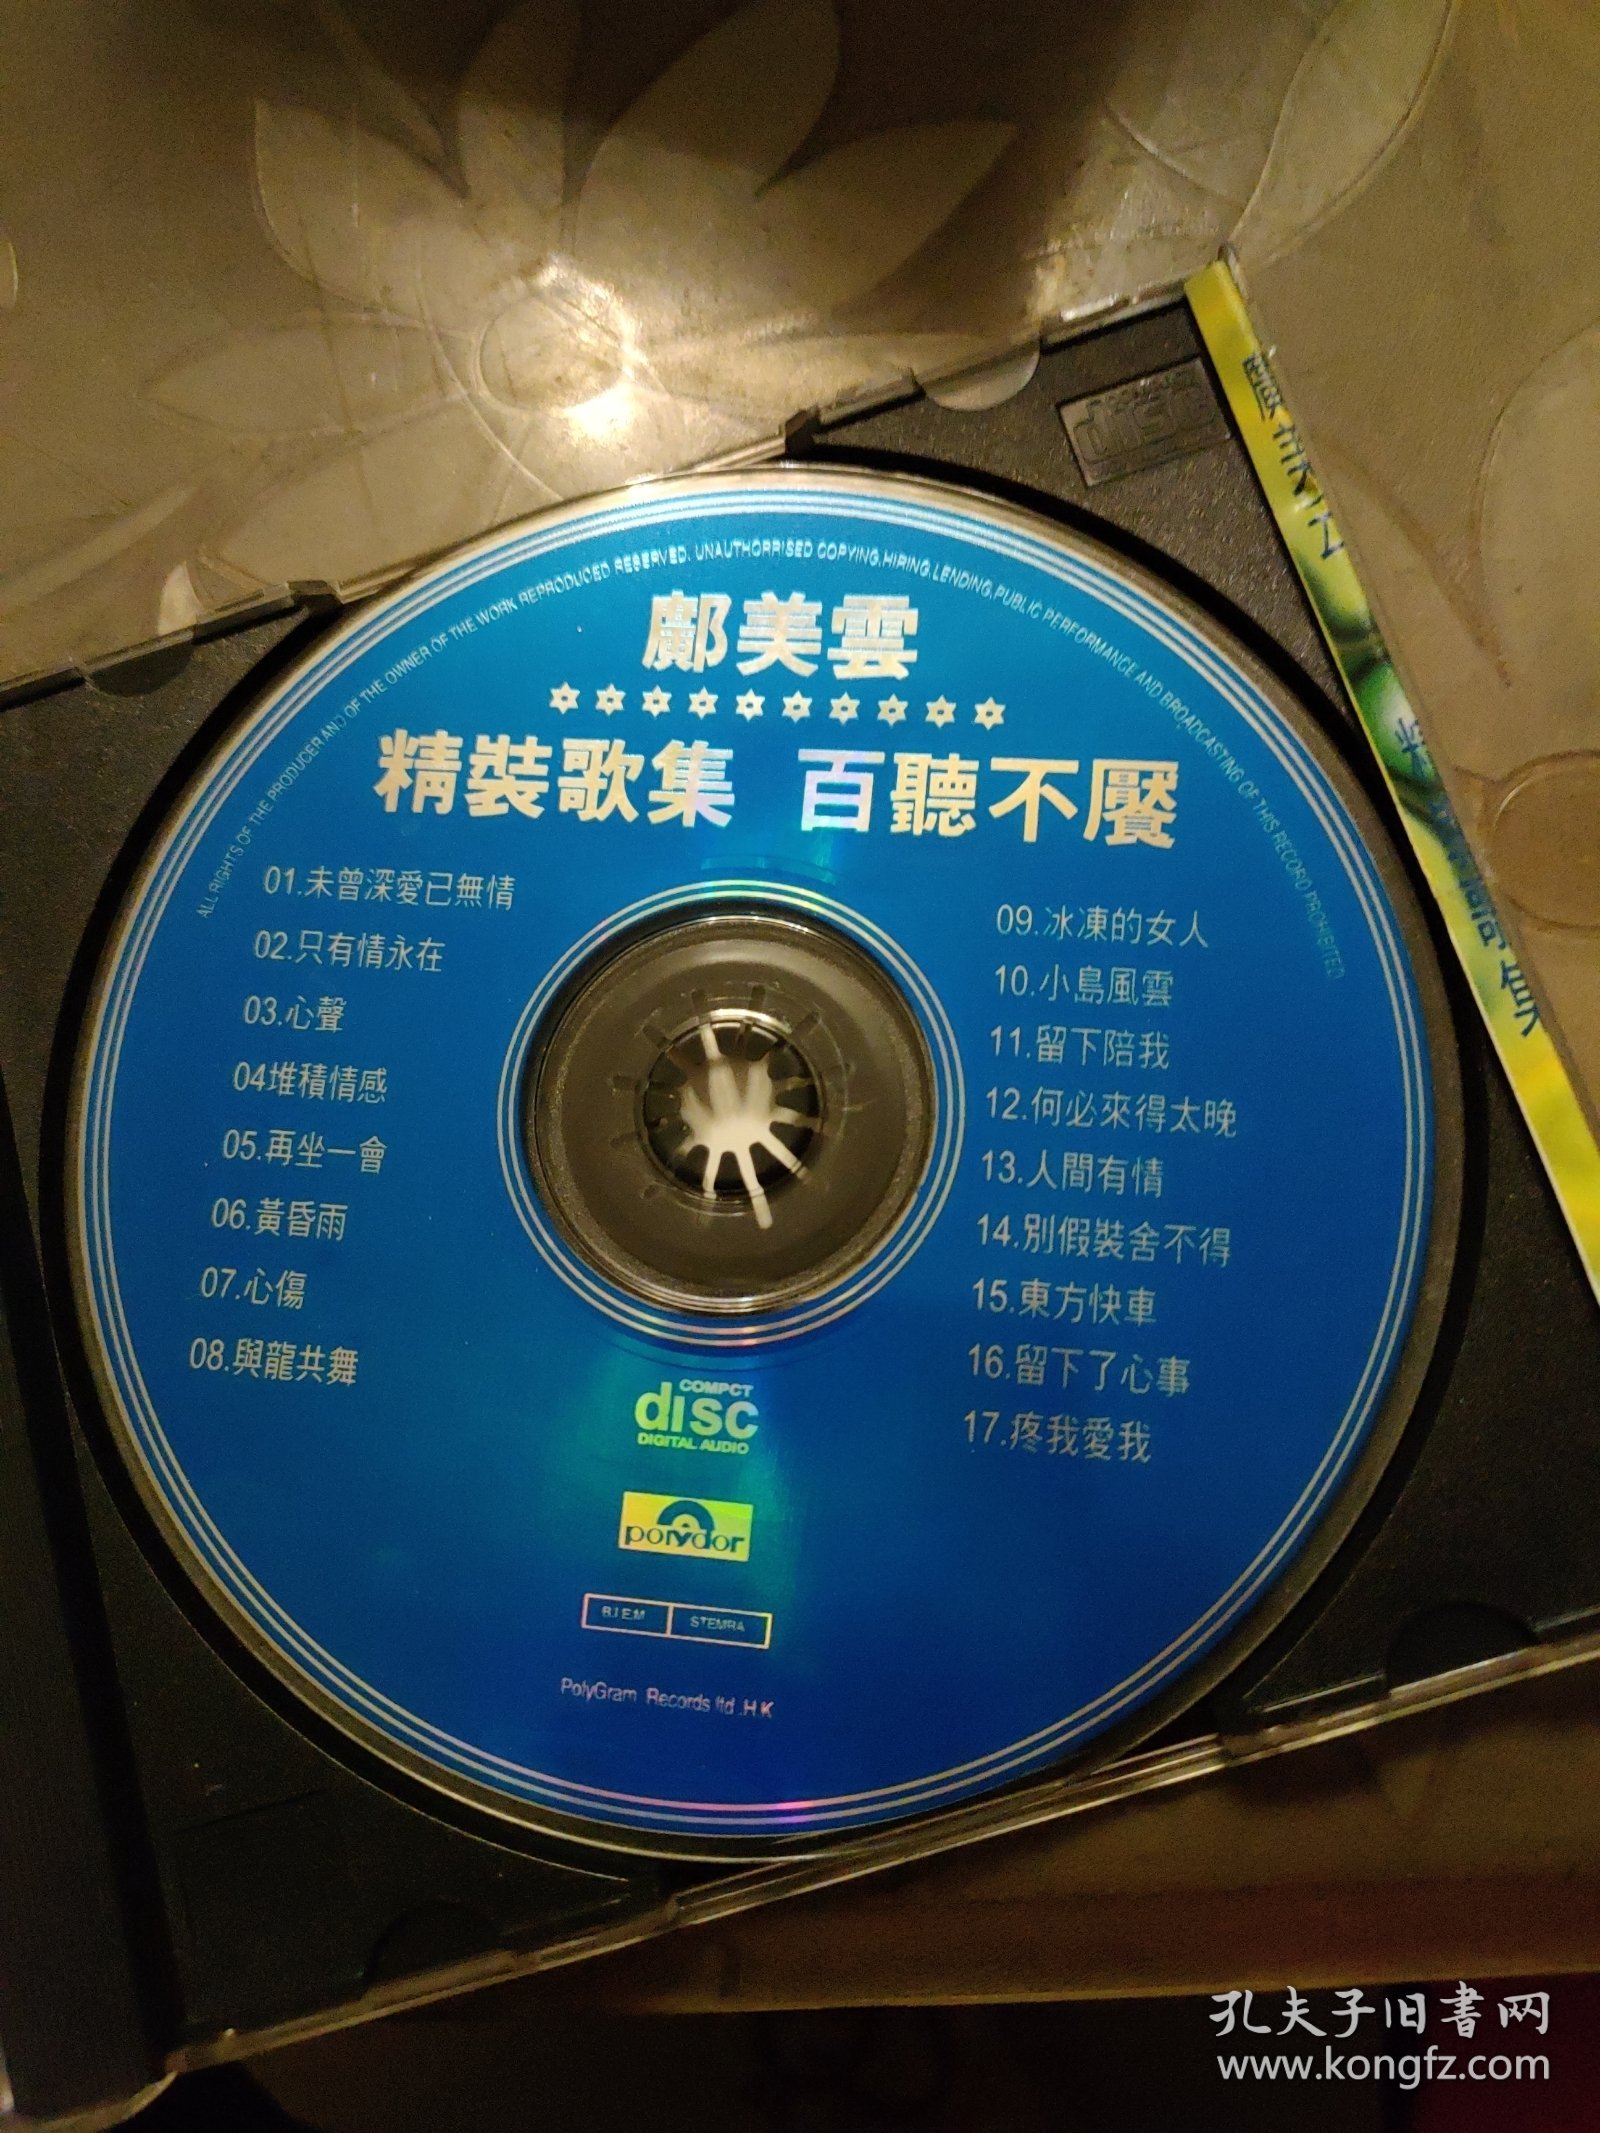 ALL RIGHTS OF THE PRODUCER AND OF THE OWNER OF THE WORK REPRODUCED RESERVED. UNAUTHORRISED COPYING,HIRING,LENDING,PUBLIC PERFORMANCE AND BROADCASTING OF THIS RECORD PROHIBITED
鄺美雲
精裝歌集 百聽不饜
01.未曾深愛已無情
02.只有情永在
03.心聲
04堆積情感
05.再坐一會
06.黃昏雨
07.心傷
08.與龍共舞
09.冰凍的女人
10.小島風雲
11.留下陪我
12.何必來得太晚
13.人間有情
14.別假裝舍不得
15.東方快車
16.留下了心事
17.疼我愛我
COMPCT
disc
DIGITAL AUDIO
polydor
B.I.E.M STEMRA
PolyGram Records ltd .H.K
disc
孔夫子旧书网
www.kongfz.com